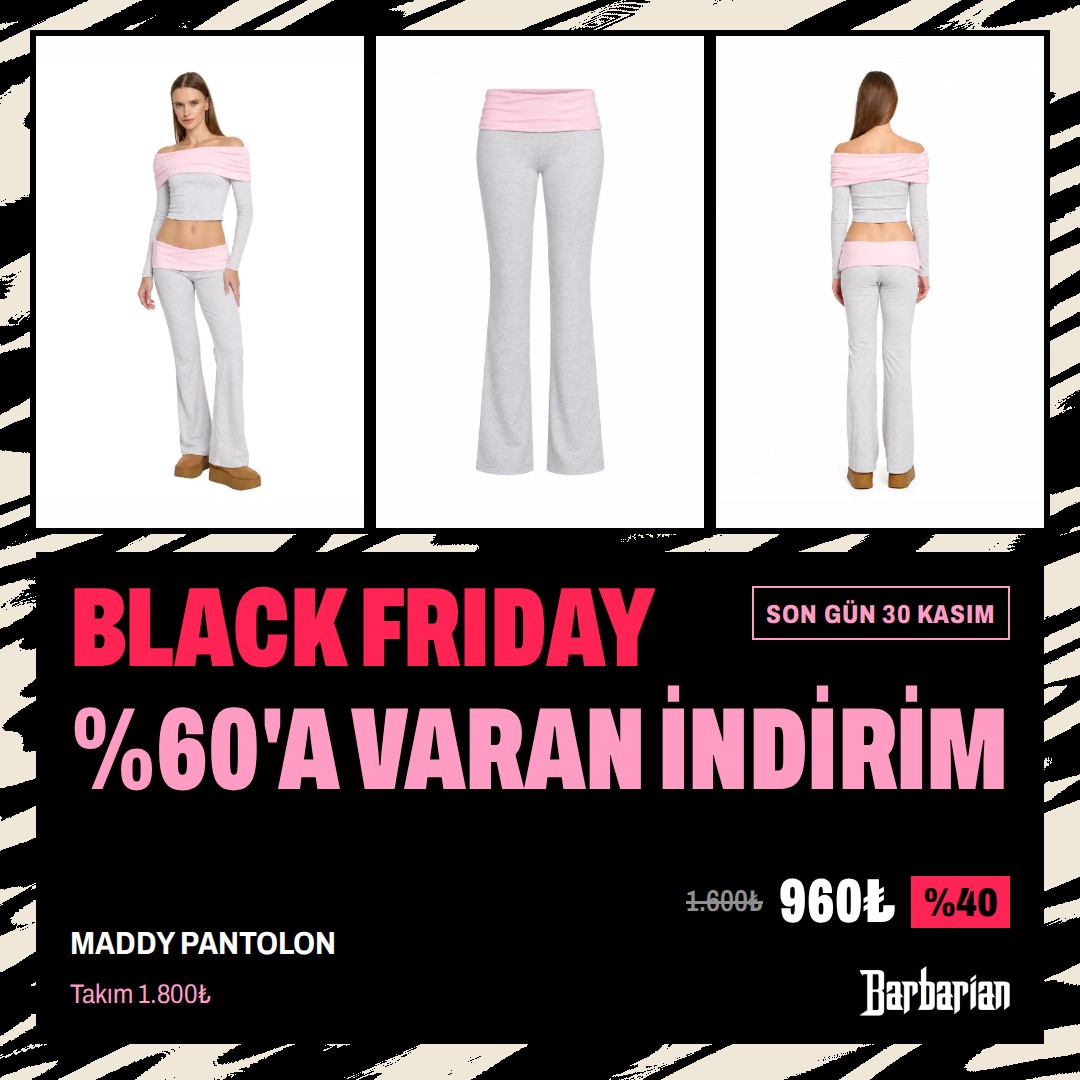 BLACK FRIDAY
SON GÜN 30 KASIM
%60'A VARAN İNDİRİM
1.600₺ 960₺ %40
MADDY PANTOLON
Takım 1.800₺
Barbarian